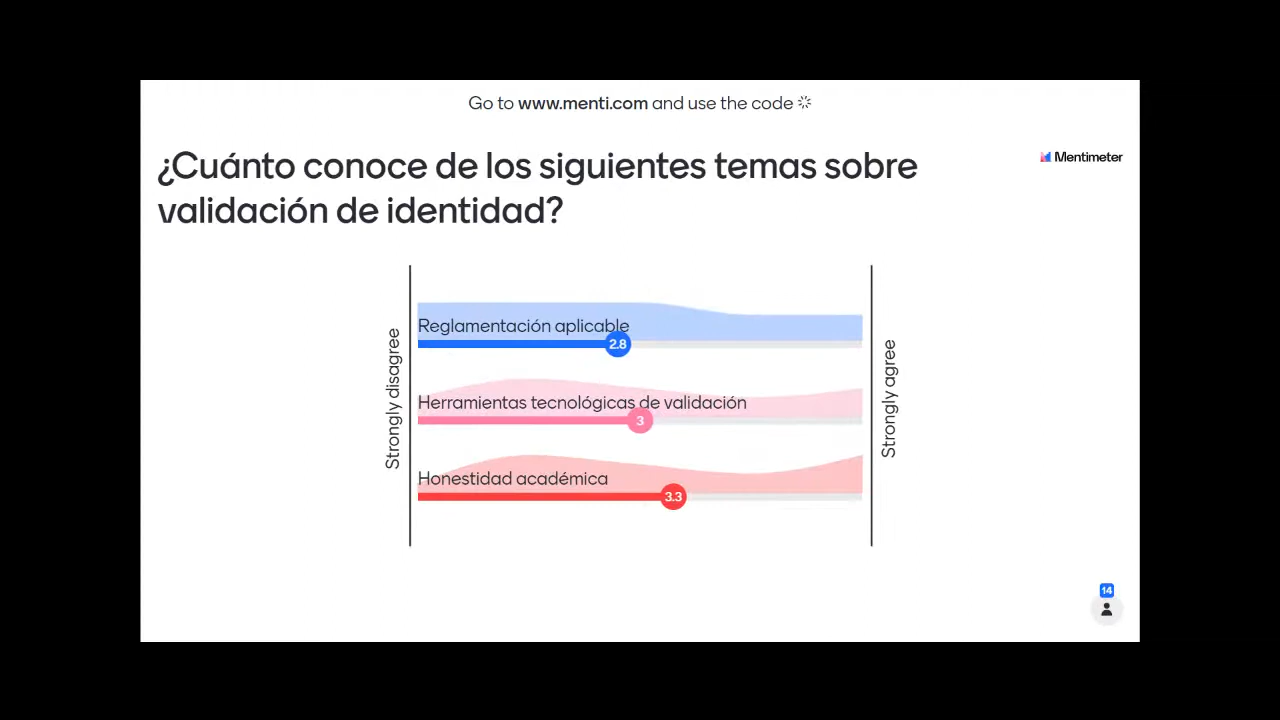 Go to www.menti.com and use the code
¿Cuánto conoce de los siguientes temas sobre
validación de identidad?
Mentimeter
Strongly disagree
Reglamentación aplicable
2.8
Herramientas tecnológicas de validación
3
Honestidad académica
3.3
Strongly agree
14